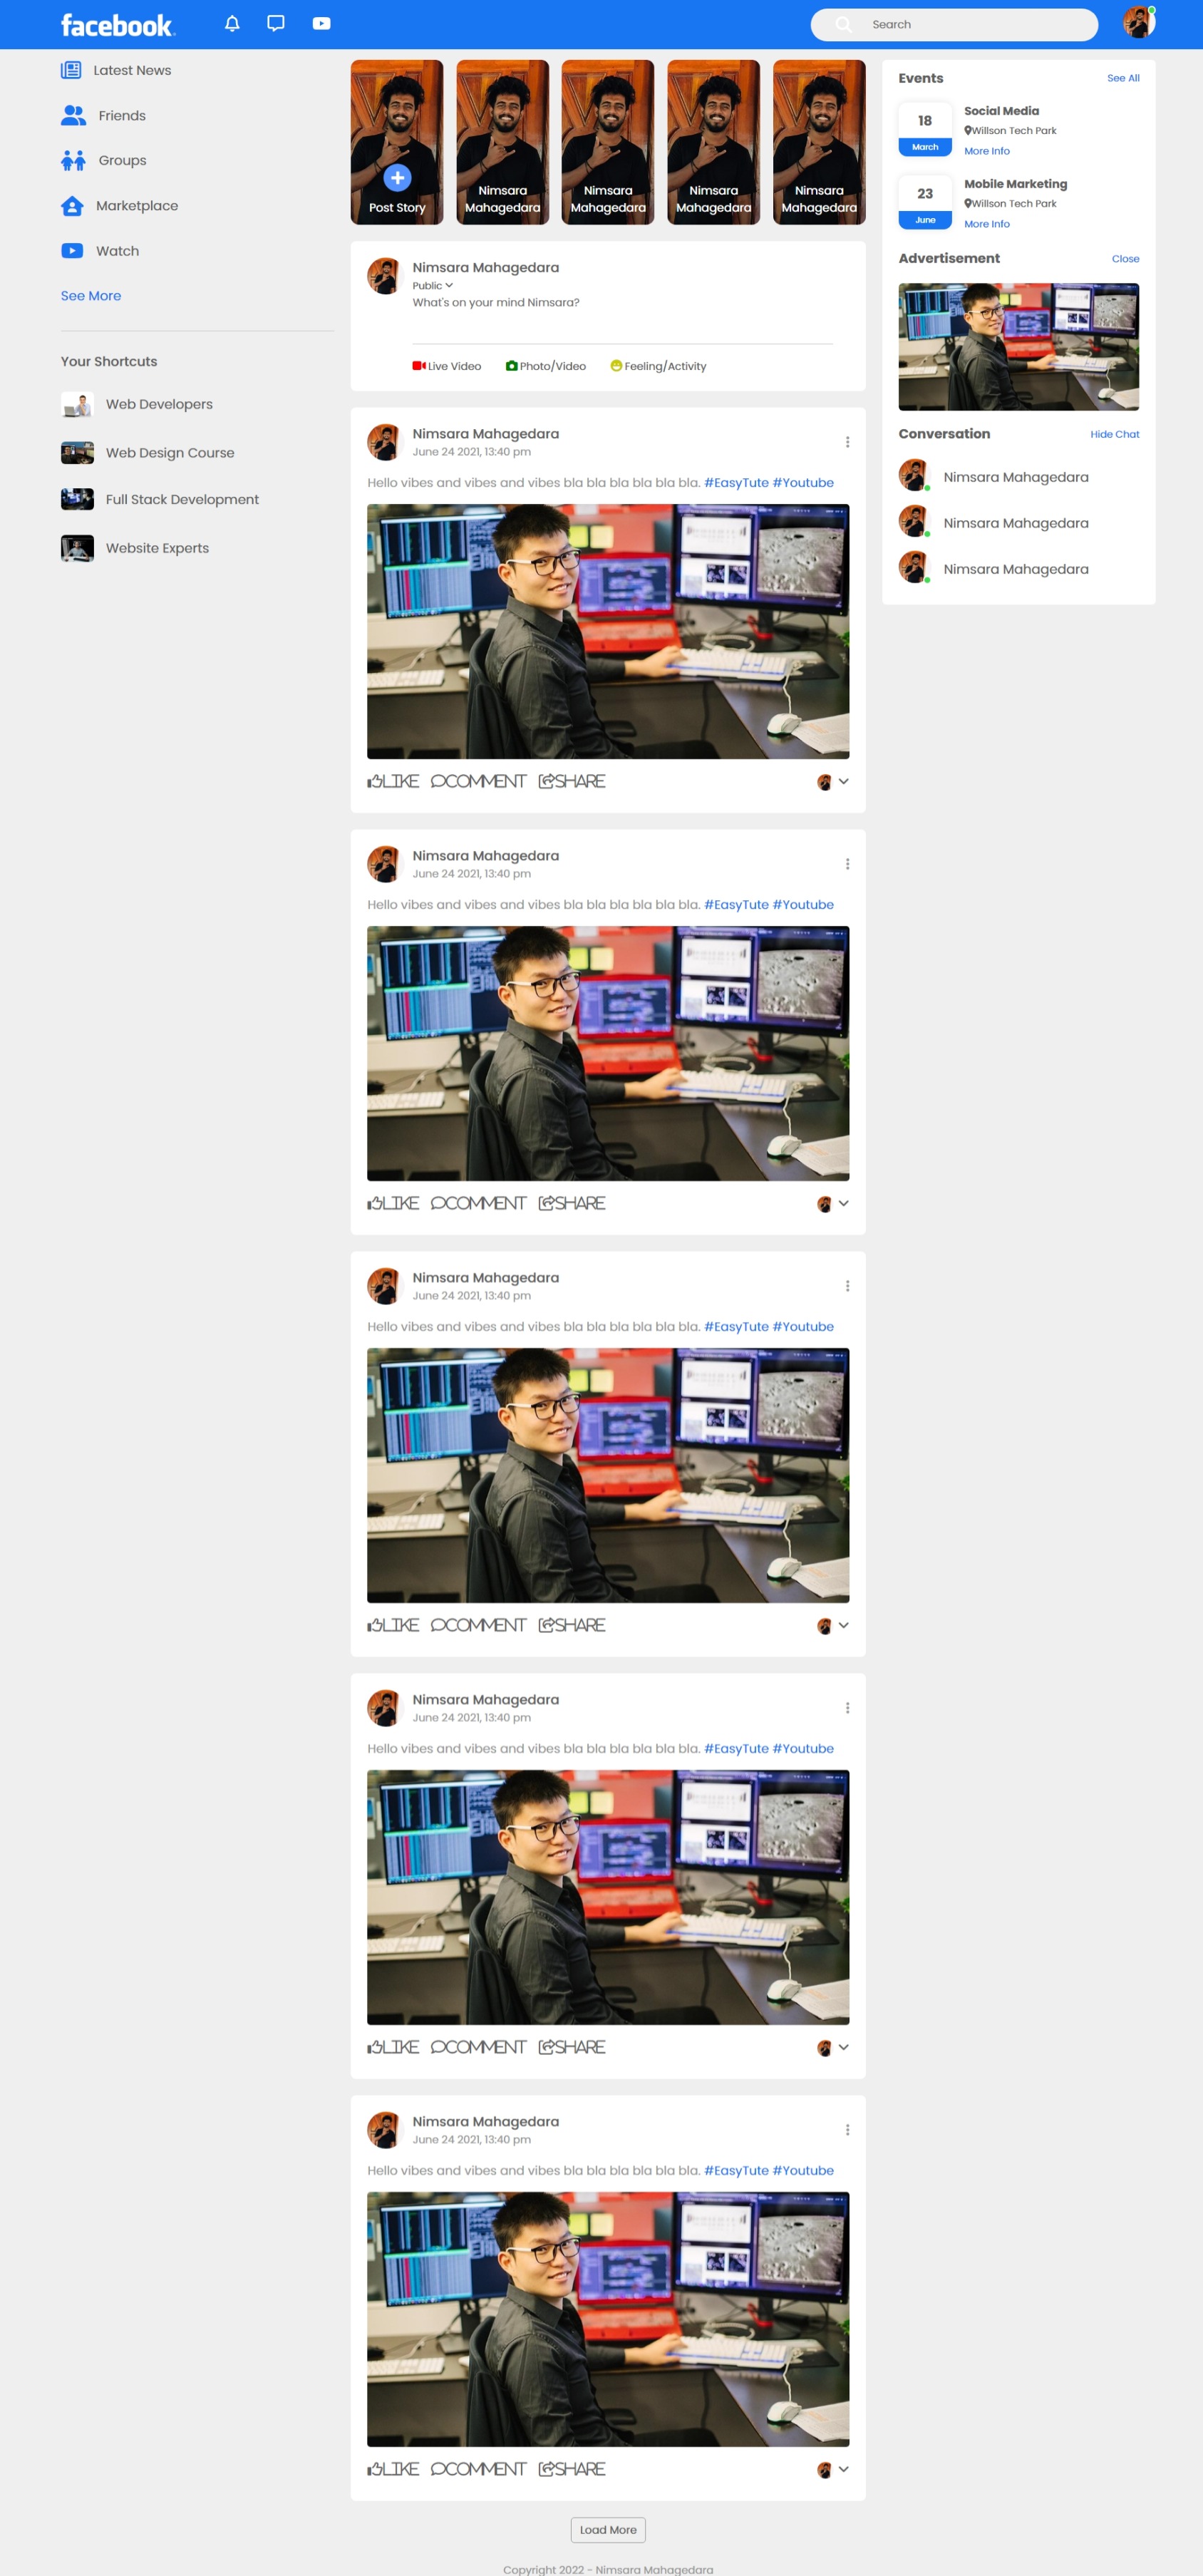 facebook
Search
Latest News
Friends
Groups
Marketplace
Watch
See More
Your Shortcuts
Web Developers
Web Design Course
Full Stack Development
Website Experts
Post Story
Nimsara
Mahagedara
Nimsara
Mahagedara
Nimsara
Mahagedara
Nimsara
Mahagedara
Nimsara Mahagedara
Public
What's on your mind Nimsara?
Live Video Photo/Video Feeling/Activity
Nimsara Mahagedara
June 24 2021, 13:40 pm
Hello vibes and vibes and vibes bla bla bla bla bla bla. #EasyTute #Youtube
LIKE COMMENT SHARE
Nimsara Mahagedara
June 24 2021, 13:40 pm
Hello vibes and vibes and vibes bla bla bla bla bla bla. #EasyTute #Youtube
LIKE COMMENT SHARE
Nimsara Mahagedara
June 24 2021, 13:40 pm
Hello vibes and vibes and vibes bla bla bla bla bla bla. #EasyTute #Youtube
LIKE COMMENT SHARE
Nimsara Mahagedara
June 24 2021, 13:40 pm
Hello vibes and vibes and vibes bla bla bla bla bla bla. #EasyTute #Youtube
LIKE COMMENT SHARE
Nimsara Mahagedara
June 24 2021, 13:40 pm
Hello vibes and vibes and vibes bla bla bla bla bla bla. #EasyTute #Youtube
LIKE COMMENT SHARE
Load More
Copyright 2022 - Nimsara Mahagedara
Events See All
18
March
Social Media
Willson Tech Park
More Info
23
June
Mobile Marketing
Willson Tech Park
More Info
Advertisement Close
Conversation Hide Chat
Nimsara Mahagedara
Nimsara Mahagedara
Nimsara Mahagedara